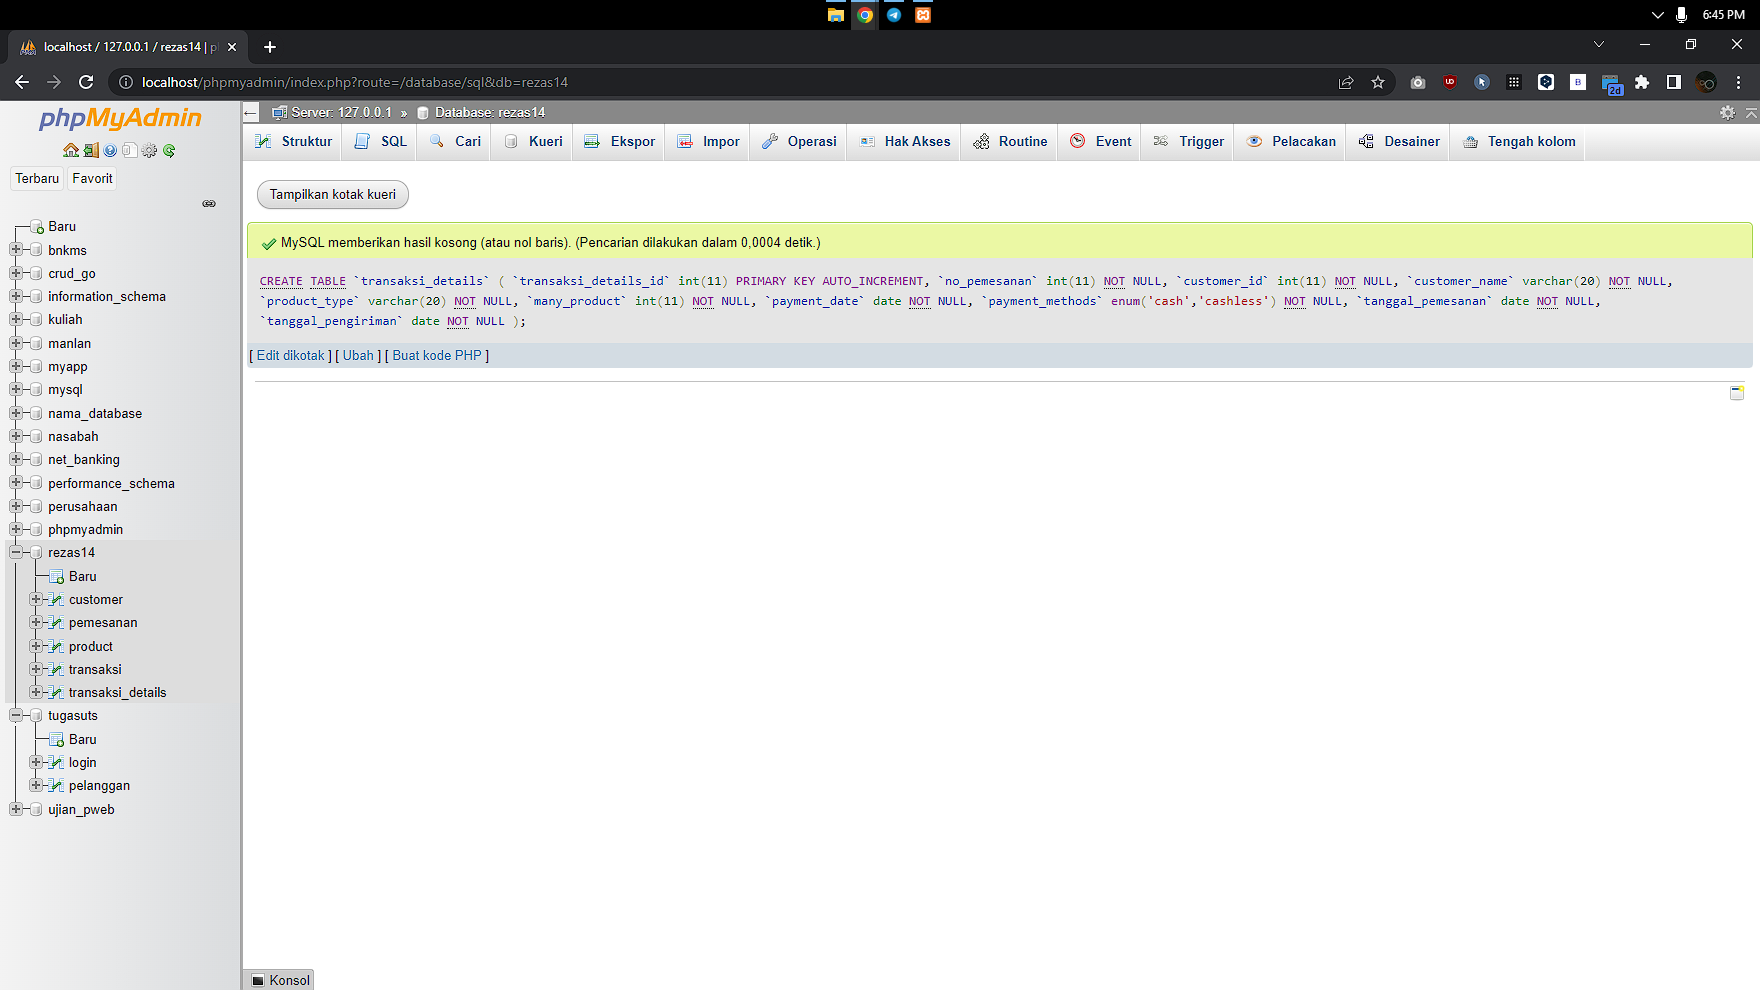 6:45 PM
localhost / 127.0.0.1 / rezas14 | p
localhost/phpmyadmin/index.php?route=/database/sql&db=rezas14
UD
B
2d
phpMyAdmin
Terbaru Favorit
Baru
bnkms
crud_go
information_schema
kuliah
manlan
myapp
mysql
nama_database
nasabah
net_banking
performance_schema
perusahaan
phpmyadmin
rezas14
Baru
customer
pemesanan
product
transaksi
transaksi_details
tugasuts
Baru
login
pelanggan
ujian_pweb
Server: 127.0.0.1 » Database: rezas14
Struktur SQL Cari Kueri Ekspor Impor Operasi Hak Akses Routine Event Trigger Pelacakan Desainer Tengah kolom
Tampilkan kotak kueri
MySQL memberikan hasil kosong (atau nol baris). (Pencarian dilakukan dalam 0,0004 detik.)
CREATE TABLE `transaksi_details` ( `transaksi_details_id` int(11) PRIMARY KEY AUTO_INCREMENT, `no_pemesanan` int(11) NOT NULL, `customer_id` int(11) NOT NULL, `customer_name` varchar(20) NOT NULL,
`product_type` varchar(20) NOT NULL, `many_product` int(11) NOT NULL, `payment_date` date NOT NULL, `payment_methods` enum('cash','cashless') NOT NULL, `tanggal_pemesanan` date NOT NULL,
`tanggal_pengiriman` date NOT NULL );
[ Edit dikotak ] [ Ubah ] [ Buat kode PHP ]
Konsol